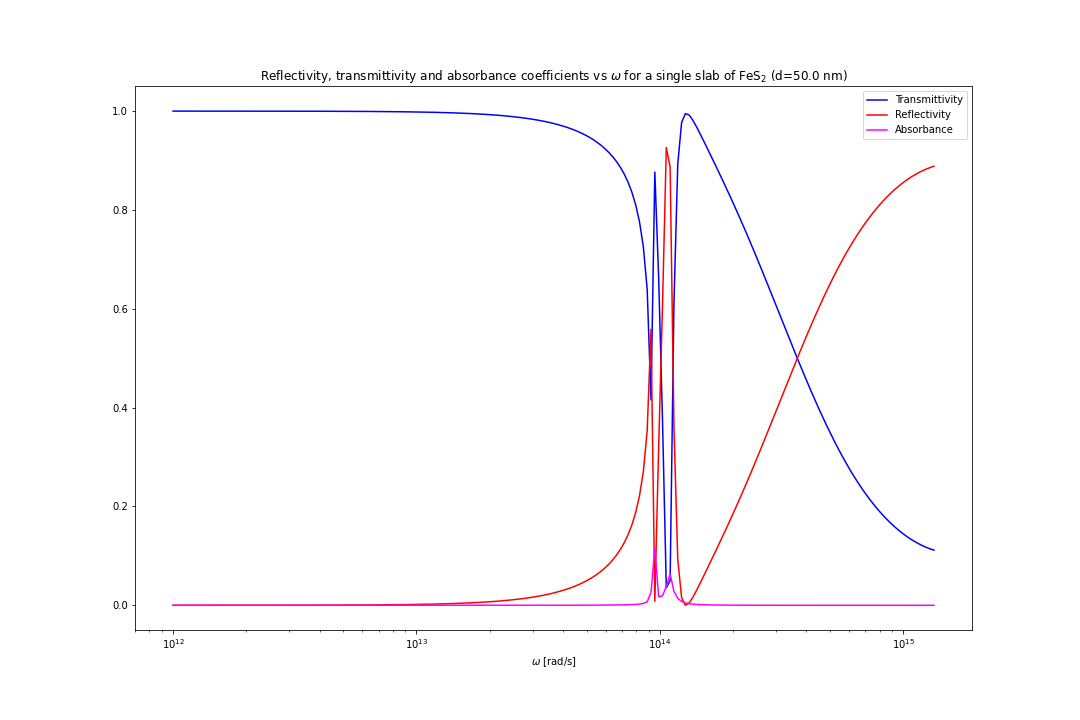 Reflectivity, transmittivity and absorbance coefficients vs ω for a single slab of FeS₂ (d=50.0 nm)
Transmittivity
Reflectivity
Absorbance
1.0
0.8
0.6
0.4
0.2
0.0
10¹² 10¹³ 10¹⁴ 10¹⁵
ω [rad/s]